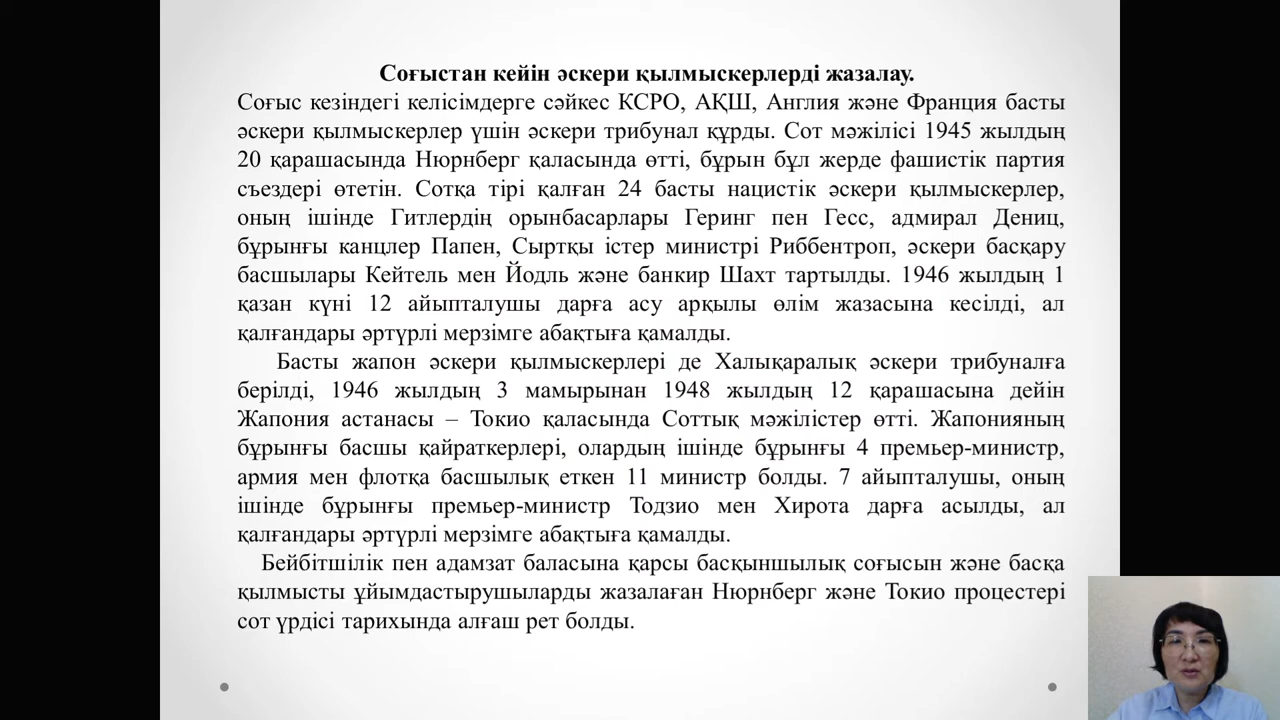 Соғыстан кейін әскери қылмыскерлерді жазалау.
Соғыс кезіндегі келісімдерге сәйкес КСРО, АҚШ, Англия және Франция басты
әскери қылмыскерлер үшін әскери трибунал құрды. Сот мәжілісі 1945 жылдың
20 қарашасында Нюрнберг қаласында өтті, бұрын бұл жерде фашистік партия
съездері өтетін. Сотқа тірі қалған 24 басты нацистік әскери қылмыскерлер,
оның ішінде Гитлердің орынбасарлары Геринг пен Гесс, адмирал Дениц,
бұрынғы канцлер Папен, Сыртқы істер министрі Риббентроп, әскери басқару
басшылары Кейтель мен Йодль және банкир Шахт тартылды. 1946 жылдың 1
қазан күні 12 айыпталушы дарға асу арқылы өлім жазасына кесілді, ал
қалғандары әртүрлі мерзімге абақтыға қамалды.
Басты жапон әскери қылмыскерлері де Халықаралық әскери трибуналға
берілді, 1946 жылдың 3 мамырынан 1948 жылдың 12 қарашасына дейін
Жапония астанасы – Токио қаласында Соттық мәжілістер өтті. Жапонияның
бұрынғы басшы қайраткерлері, олардың ішінде бұрынғы 4 премьер-министр,
армия мен флотқа басшылық еткен 11 министр болды. 7 айыпталушы, оның
ішінде бұрынғы премьер-министр Тодзио мен Хирота дарға асылды, ал
қалғандары әртүрлі мерзімге абақтыға қамалды.
Бейбітшілік пен адамзат баласына қарсы басқыншылық соғысын және басқа
қылмысты ұйымдастырушыларды жазалаған Нюрнберг және Токио процестері
сот үрдісі тарихында алғаш рет болды.